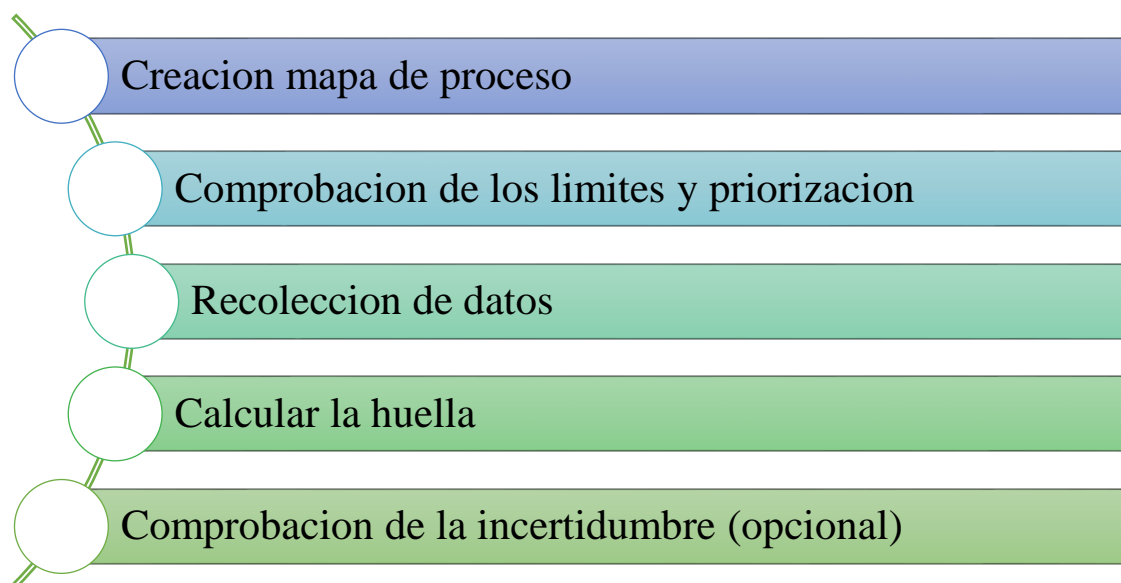 Creacion mapa de proceso
Comprobacion de los limites y priorizacion
Recoleccion de datos
Calcular la huella
Comprobacion de la incertidumbre (opcional)